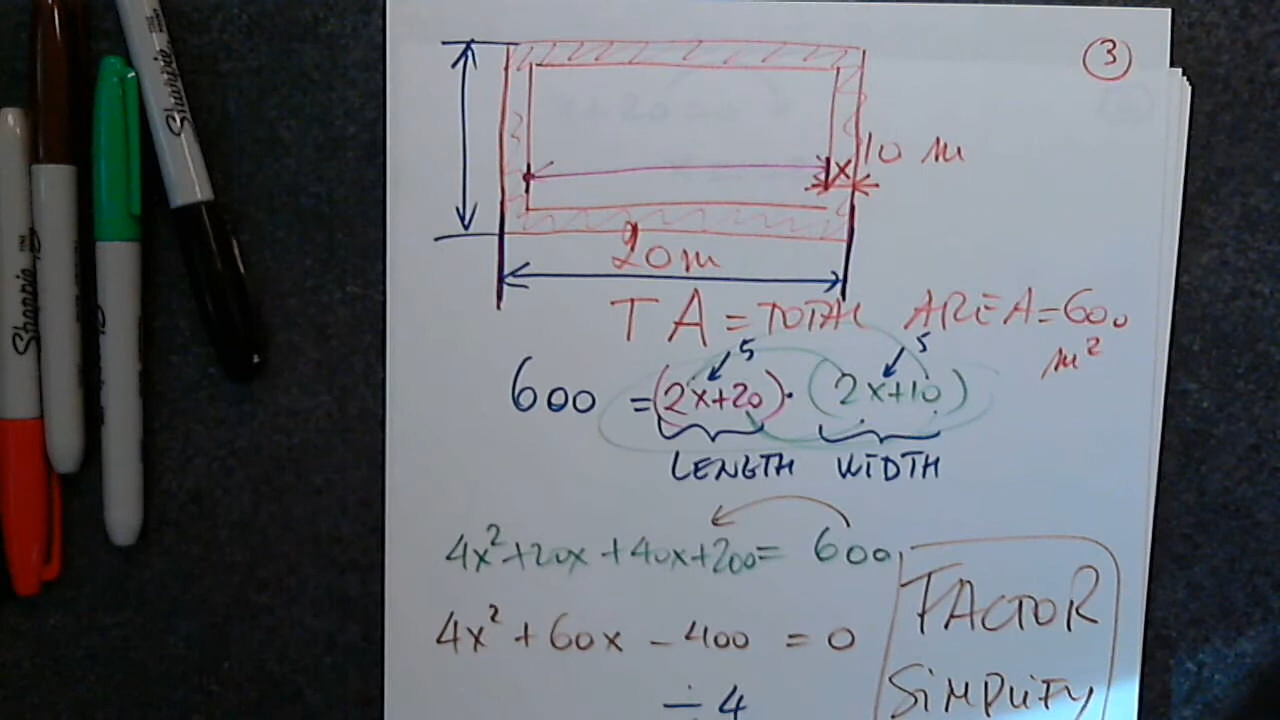 3
X 10 m
20m
TA = TOTAL AREA = 600 m²
5 5
600 = (2x+20)·(2x+10)
LENGTH WIDTH
4x²+20x+40x+200= 600
4x²+60x-400 = 0
÷ 4
FACTOR
SIMPLIFY
Sharpie
Sharpie